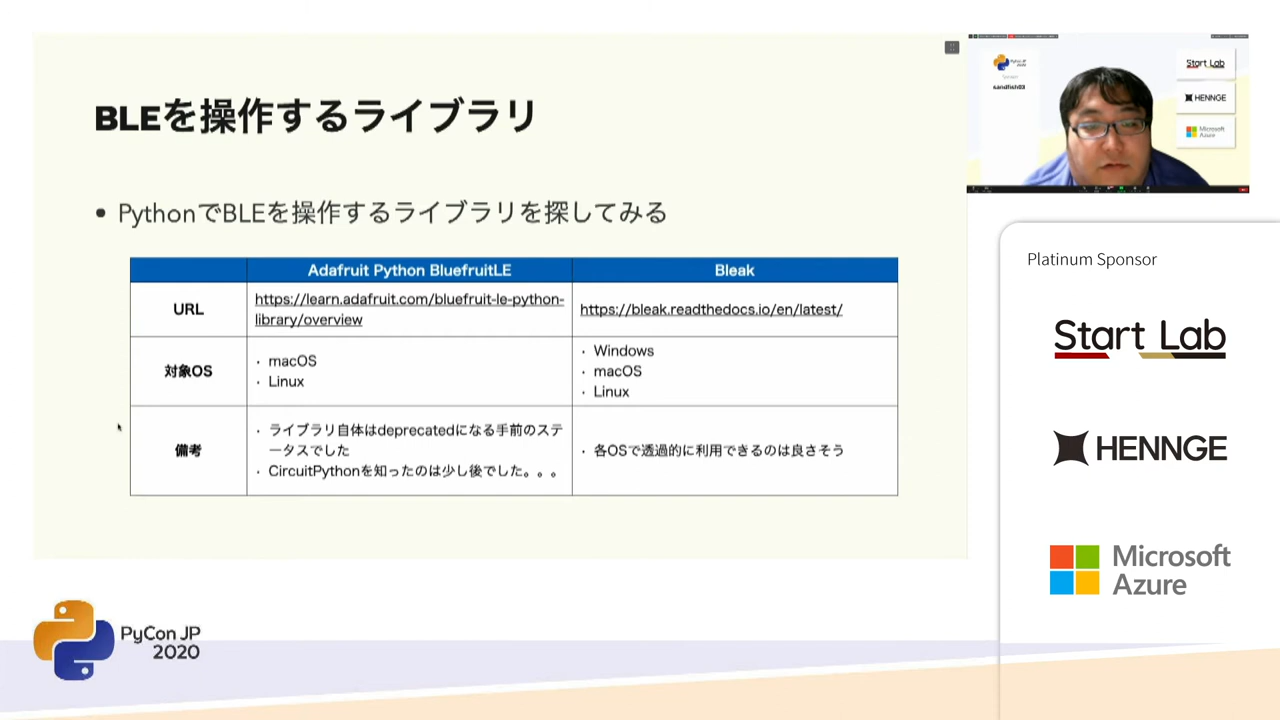 BLEを操作するライブラリ
• PythonでBLEを操作するライブラリを探してみる
Adafruit Python BluefruitLE
Bleak
URL
https://learn.adafruit.com/bluefruit-le-python-
library/overview
https://bleak.readthedocs.io/en/latest/
対象OS
・ macOS
・ Linux
・ Windows
・ macOS
・ Linux
備考
・ ライブラリ自体はdeprecatedになる手前のステ
ータスでした
・ CircuitPythonを知ったのは少し後でした。。。
・ 各OSで透過的に利用できるのは良さそう
PyCon JP
2020
sandfish03
Start Lab
HENNGE
Microsoft
Azure
Platinum Sponsor
Start Lab
HENNGE
Microsoft
Azure
PyCon JP
2020